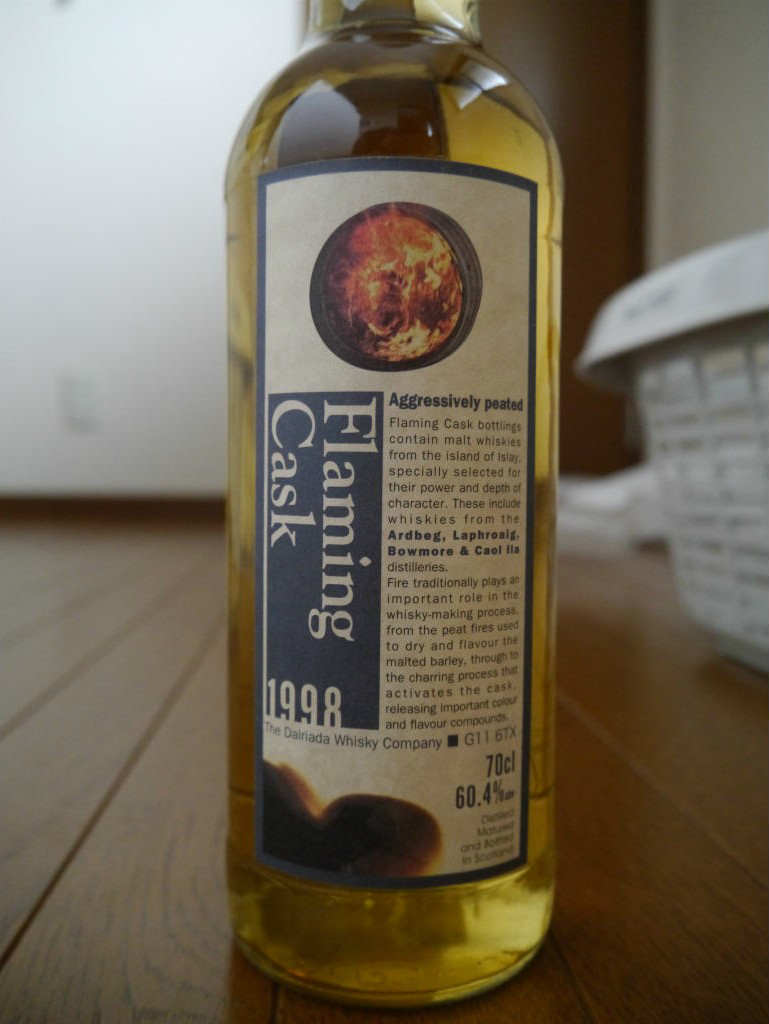 Flaming
Cask
1998
Aggressively peated
Flaming Cask bottlings
contain malt whiskies
from the island of Islay,
specially selected for
their power and depth of
character. These include
whiskies from the
Ardbeg, Laphroaig,
Bowmore & Caol Ila
distilleries.
Fire traditionally plays an
important role in the
whisky-making process,
from the peat fires used
to dry and flavour the
malted barley, through to
the charring process that
activates the cask,
releasing important colour
and flavour compounds.
The Dalriada Whisky Company ■ G11 6TX
70cl
60.4%
Distilled
Matured
and Bottled
in Scotland